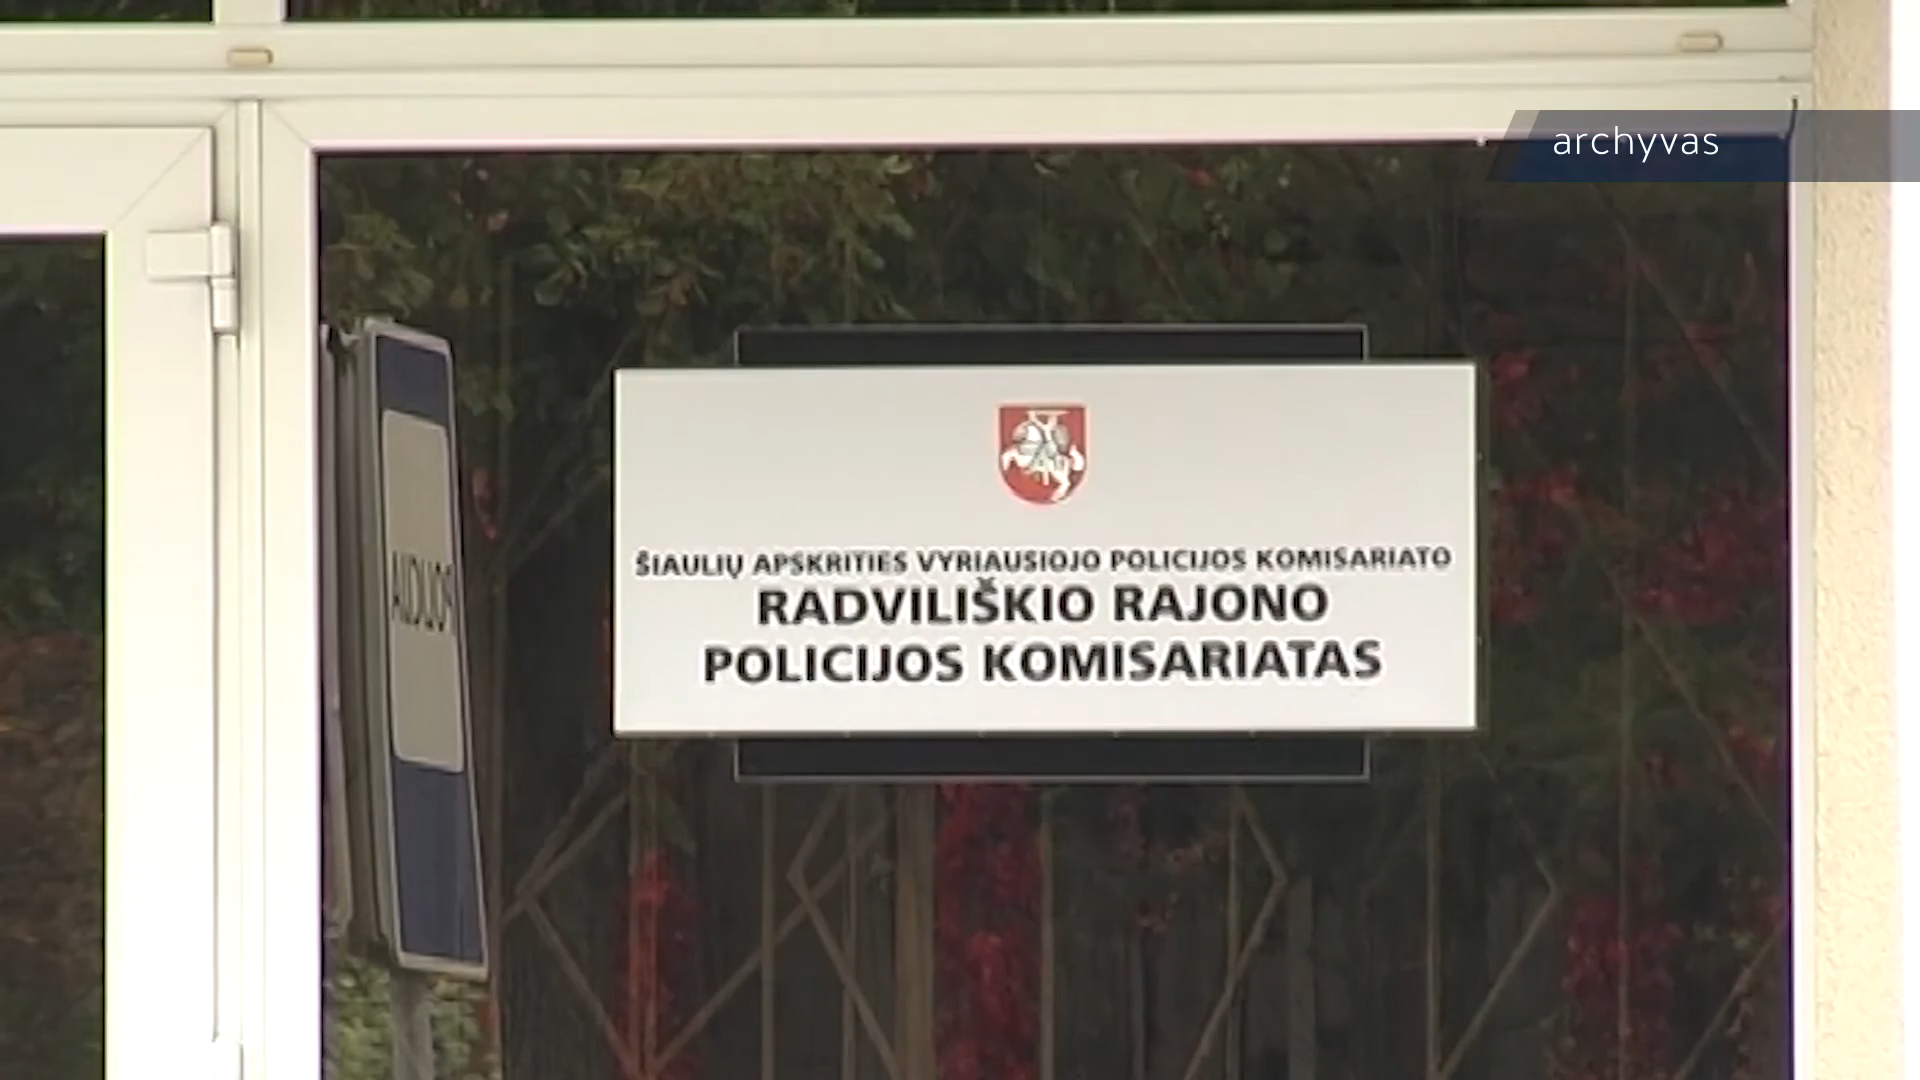 archyvas
ŠIAULIŲ APSKRITIES VYRIAUSIOJO POLICIJOS KOMISARIATO
RADVILIŠKIO RAJONO
POLICIJOS KOMISARIATAS